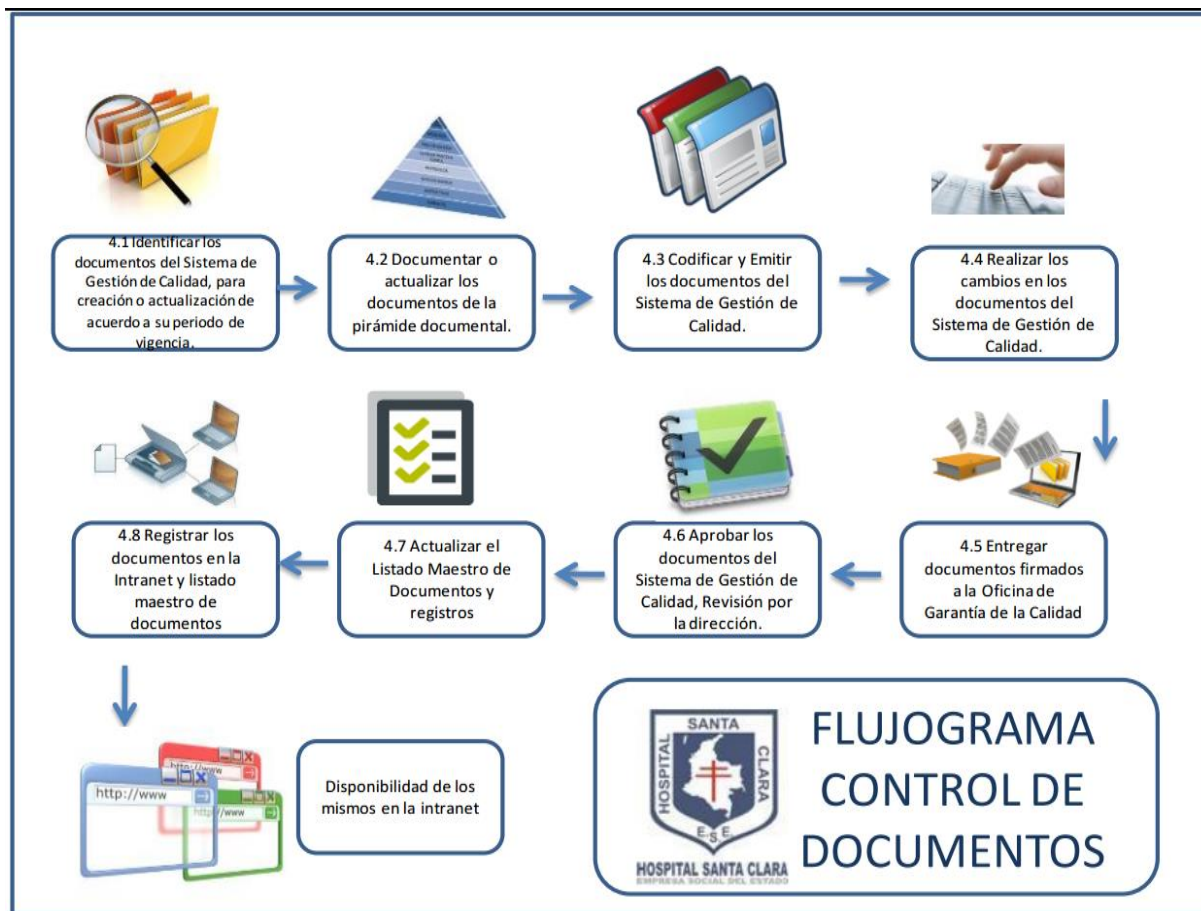 4.1 Identificar los
documentos del Sistema de
Gestión de Calidad, para
creación o actualización de
acuerdo a su periodo de
vigencia.
4.2 Documentar o
actualizar los
documentos de la
pirámide documental.
4.3 Codificar y Emitir
los documentos del
Sistema de Gestión de
Calidad.
4.4 Realizar los
cambios en los
documentos del
Sistema de Gestión de
Calidad.
4.5 Entregar
documentos firmados
a la Oficina de
Garantía de la Calidad
4.6 Aprobar los
documentos del
Sistema de Gestión de
Calidad, Revisión por
la dirección.
4.7 Actualizar el
Listado Maestro de
Documentos y
registros
4.8 Registrar los
documentos en la
Intranet y listado
maestro de
documentos
http://www
http://www
http://www
Disponibilidad de los
mismos en la intranet
HOSPITAL SANTA CLARA
E.S.E.
HOSPITAL SANTA CLARA
EMPRESA SOCIAL DEL ESTADO
FLUJOGRAMA
CONTROL DE
DOCUMENTOS